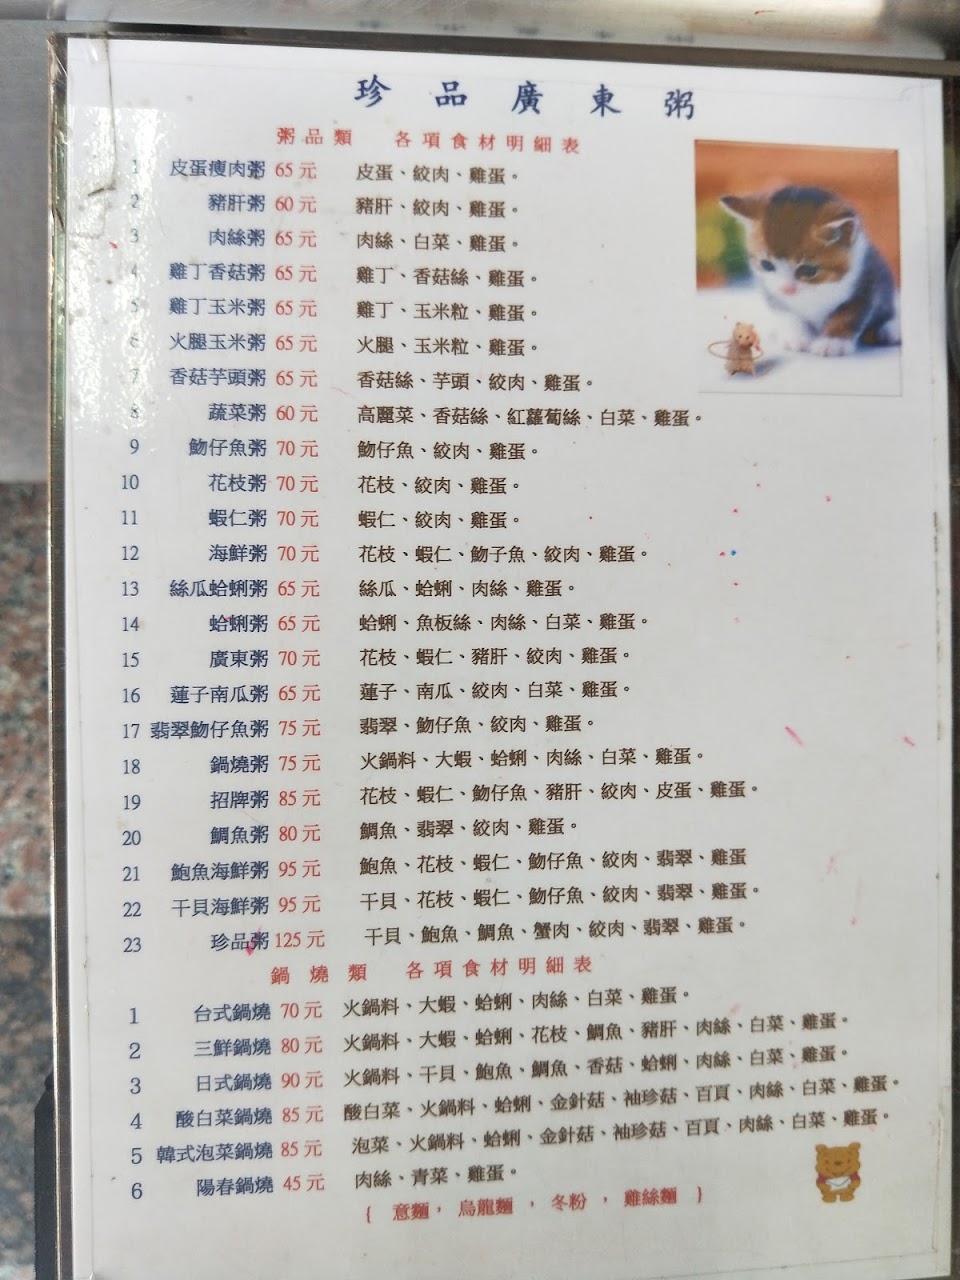 珍品廣東粥
粥品類 各項食材明細表
1 皮蛋瘦肉粥 65元 皮蛋、絞肉、雞蛋。
2 豬肝粥 60元 豬肝、絞肉、雞蛋。
3 肉絲粥 65元 肉絲、白菜、雞蛋。
4 雞丁香菇粥 65元 雞丁、香菇絲、雞蛋。
5 雞丁玉米粥 65元 雞丁、玉米粒、雞蛋。
6 火腿玉米粥 65元 火腿、玉米粒、雞蛋。
7 香菇芋頭粥 65元 香菇絲、芋頭、絞肉、雞蛋。
8 蔬菜粥 60元 高麗菜、香菇絲、紅蘿蔔絲、白菜、雞蛋。
9 魩仔魚粥 70元 魩仔魚、絞肉、雞蛋。
10 花枝粥 70元 花枝、絞肉、雞蛋。
11 蝦仁粥 70元 蝦仁、絞肉、雞蛋。
12 海鮮粥 70元 花枝、蝦仁、魩子魚、絞肉、雞蛋。
13 絲瓜蛤蜊粥 65元 絲瓜、蛤蜊、肉絲、雞蛋。
14 蛤蜊粥 65元 蛤蜊、魚板絲、肉絲、白菜、雞蛋。
15 廣東粥 70元 花枝、蝦仁、豬肝、絞肉、雞蛋。
16 蓮子南瓜粥 65元 蓮子、南瓜、絞肉、白菜、雞蛋。
17 翡翠魩仔魚粥 75元 翡翠、魩仔魚、絞肉、雞蛋。
18 鍋燒粥 75元 火鍋料、大蝦、蛤蜊、肉絲、白菜、雞蛋。
19 招牌粥 85元 花枝、蝦仁、魩仔魚、豬肝、絞肉、皮蛋、雞蛋。
20 鯛魚粥 80元 鯛魚、翡翠、絞肉、雞蛋。
21 鮑魚海鮮粥 95元 鮑魚、花枝、蝦仁、魩仔魚、絞肉、翡翠、雞蛋
22 干貝海鮮粥 95元 干貝、花枝、蝦仁、魩仔魚、絞肉、翡翠、雞蛋。
23 珍品粥 125元 干貝、鮑魚、鯛魚、蟹肉、絞肉、翡翠、雞蛋。
鍋燒類 各項食材明細表
1 台式鍋燒 70元 火鍋料、大蝦、蛤蜊、肉絲、白菜、雞蛋。
2 三鮮鍋燒 80元 火鍋料、大蝦、蛤蜊、花枝、鯛魚、豬肝、肉絲、白菜、雞蛋。
3 日式鍋燒 90元 火鍋料、干貝、鮑魚、鯛魚、香菇、蛤蜊、肉絲、白菜、雞蛋。
4 酸白菜鍋燒 85元 酸白菜、火鍋料、蛤蜊、金針菇、袖珍菇、百頁、肉絲、白菜、雞蛋。
5 韓式泡菜鍋燒 85元 泡菜、火鍋料、蛤蜊、金針菇、袖珍菇、百頁、肉絲、白菜、雞蛋。
6 陽春鍋燒 45元 肉絲、青菜、雞蛋。
{ 意麵，烏龍麵，冬粉，雞絲麵 }